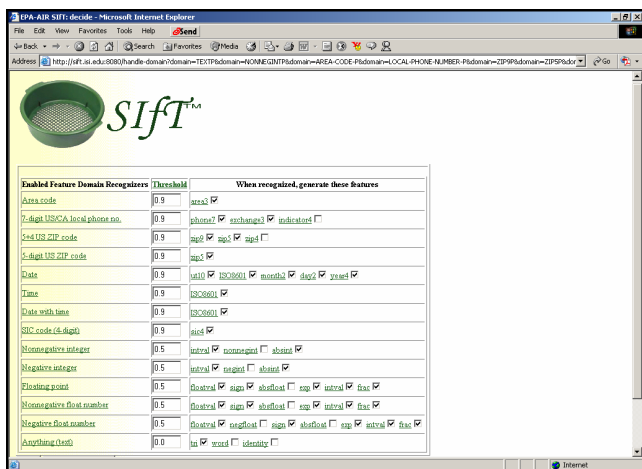 EPA-AIR SIFT: decide - Microsoft Internet Explorer
File Edit View Favorites Tools Help Send
Back Search Favorites Media
Address http://sift.isi.edu:8080/handle-domain?domain=TEXTP&domain=NONNEGINTP&domain=AREA-CODE-P&domain=LOCAL-PHONE-NUMBER-P&domain=ZIP9P&domain=ZIP5P&dor Go
SIfT™
Enabled Feature Domain Recognizers Threshold When recognized, generate these features
Area code 0.9 area3
7-digit US/CA local phone no. 0.9 phone7 exchange3 indicator4
5+4 US ZIP code 0.9 zip9 zip5 zip4
5-digit US ZIP code 0.9 zip5
Date 0.9 ut10 ISO8601 month2 day2 year4
Time 0.9 ISO8601
Date with time 0.9 ISO8601
SIC code (4-digit) 0.9 sic4
Nonnegative integer 0.5 intval nonnegint absint
Negative integer 0.5 intval negint absint
Floating point 0.5 floatval sign absfloat exp intval frac
Nonnegative float number 0.5 floatval sign absfloat exp intval frac
Negative float number 0.5 floatval negfloat sign absfloat exp intval frac
Anything (text) 0.0 tri word identity
Internet